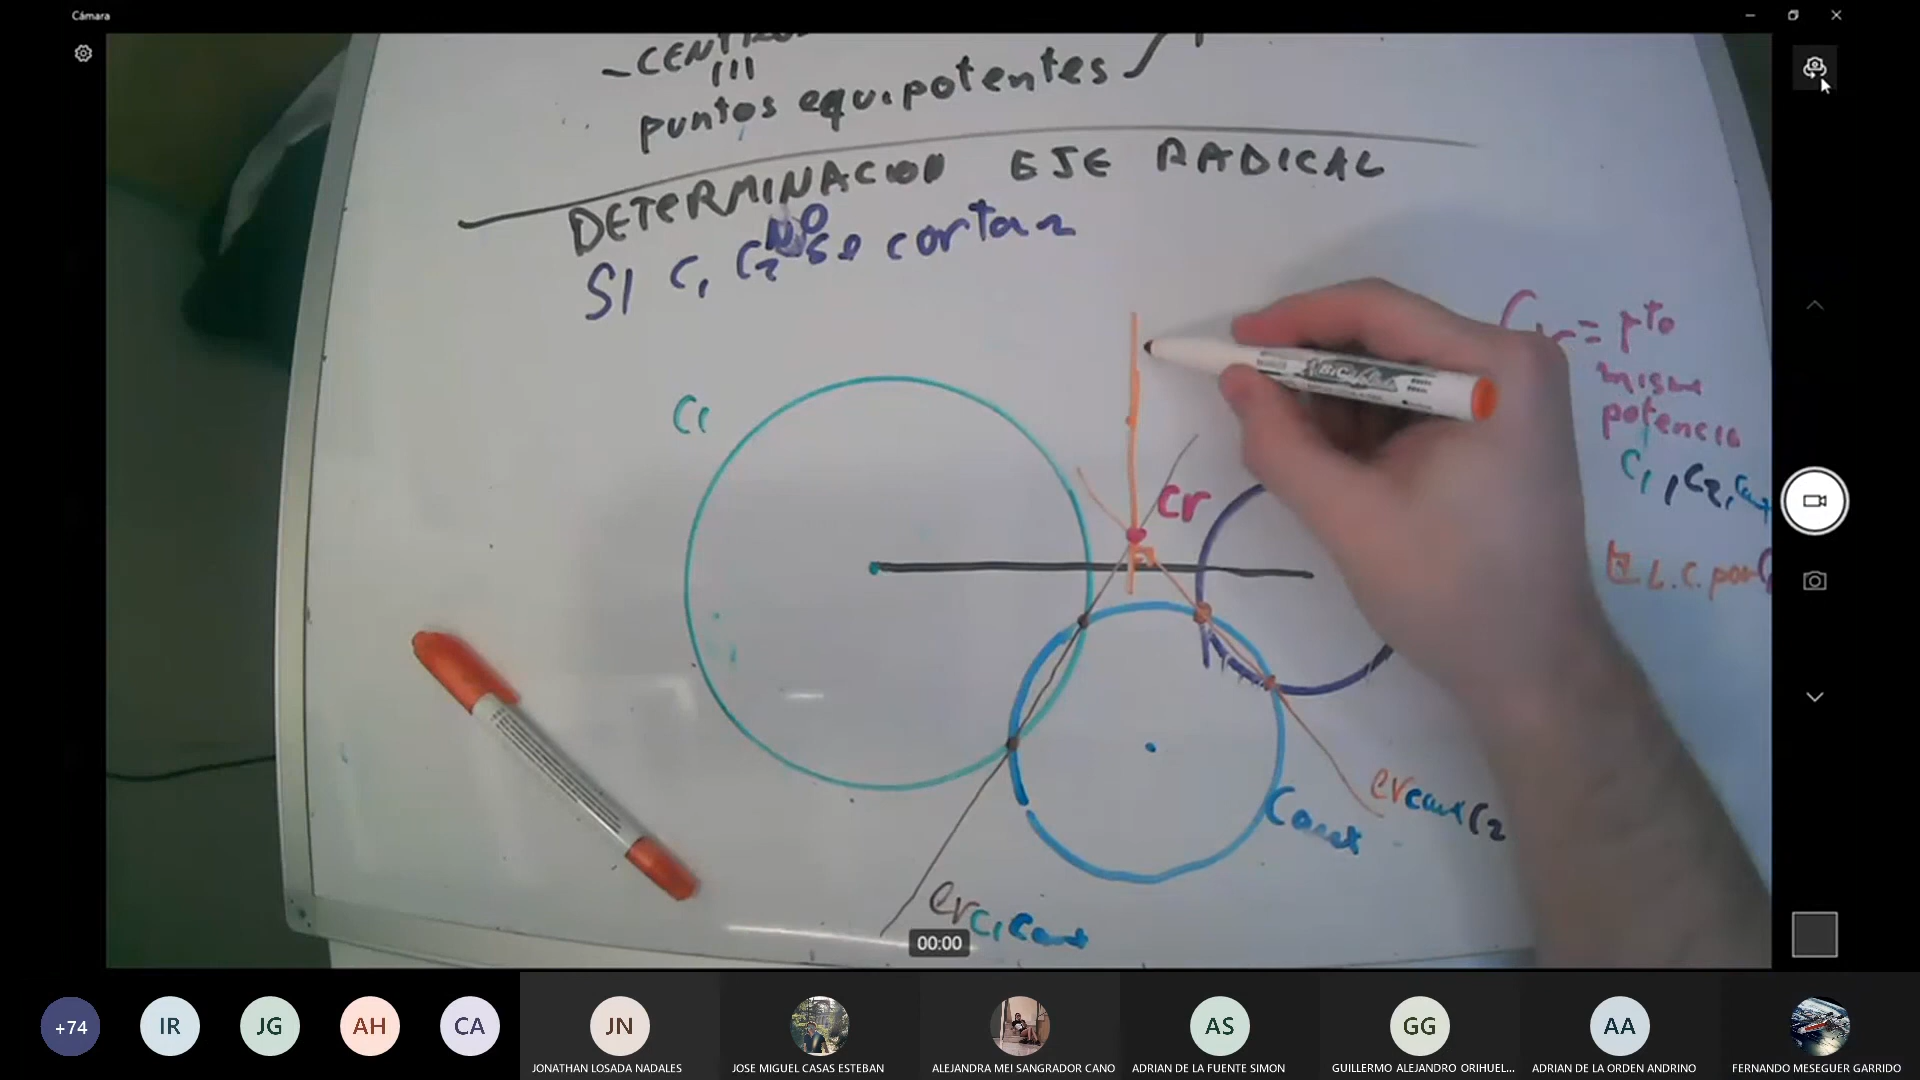 Cámara
puntos equipotentes
DETERMINACION EJE RADICAL
SI C1 C2 NO se cortan
C1
Cr
= pto
misma
potencia
C1, C2, Caux
L.C. por
er Caux C2
Caux
er C1 Caux
00:00
+74
IR
JG
AH
CA
JN
AS
GG
AA
JONATHAN LOSADA NADALES
JOSE MIGUEL CASAS ESTEBAN
ALEJANDRA MEI SANGRADOR CANO
ADRIAN DE LA FUENTE SIMON
GUILLERMO ALEJANDRO ORIHUEL...
ADRIAN DE LA ORDEN ANDRINO
FERNANDO MESEGUER GARRIDO